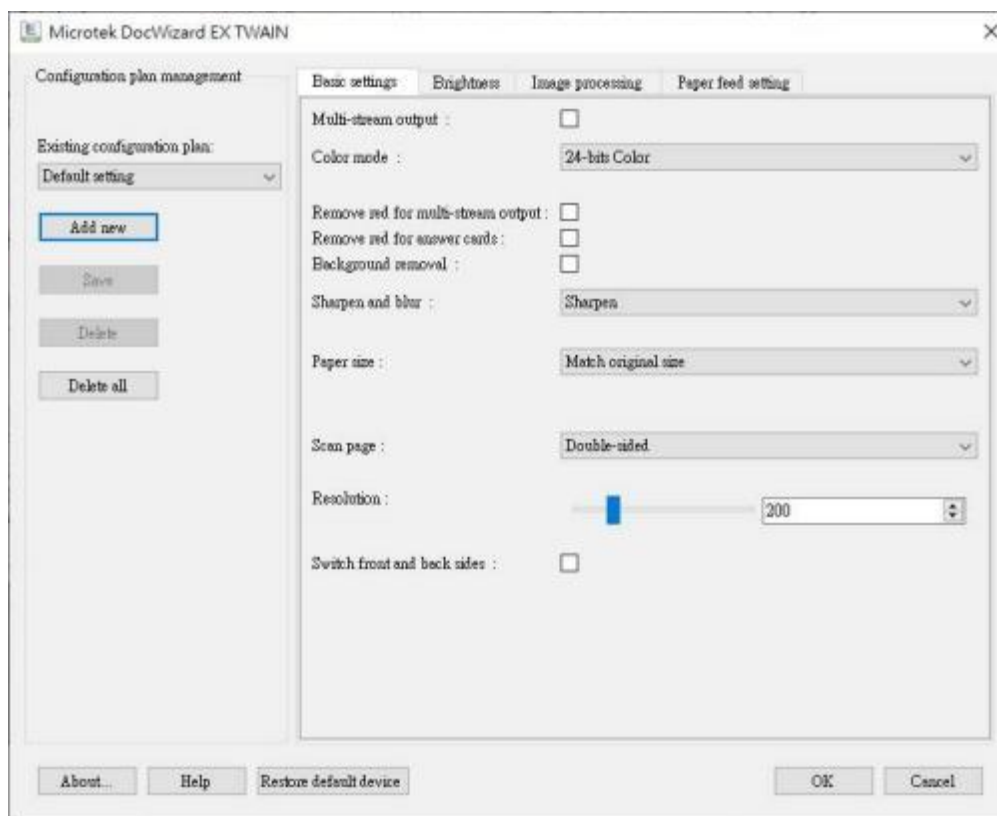 Microtek DocWizard EX TWAIN
Configuration plan management
Existing configuration plan:
Default setting
Add new
Save
Delete
Delete all
Basic settings Brightness Image processing Paper feed setting
Multi-stream output :
Color mode : 24-bits Color
Remove red for multi-stream output :
Remove red for answer cards :
Background removal :
Sharpen and blur : Sharpen
Paper size : Match original size
Scan page : Double-sided
Resolution : 200
Switch front and back sides :
About... Help Restore default device OK Cancel